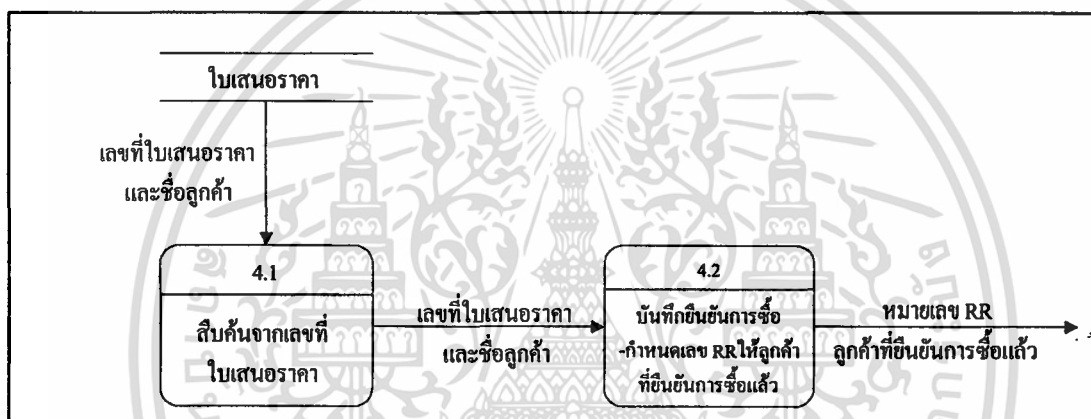 ใบเสนอราคา
เลขที่ใบเสนอราคา
และชื่อลูกค้า
4.1
สืบค้นจากเลขที่
ใบเสนอราคา
เลขที่ใบเสนอราคา
และชื่อลูกค้า
4.2
บันทึกยืนยันการซื้อ
-กำหนดเลข RR ให้ลูกค้า
ที่ยืนยันการซื้อแล้ว
หมายเลข RR
ลูกค้าที่ยืนยันการซื้อแล้ว